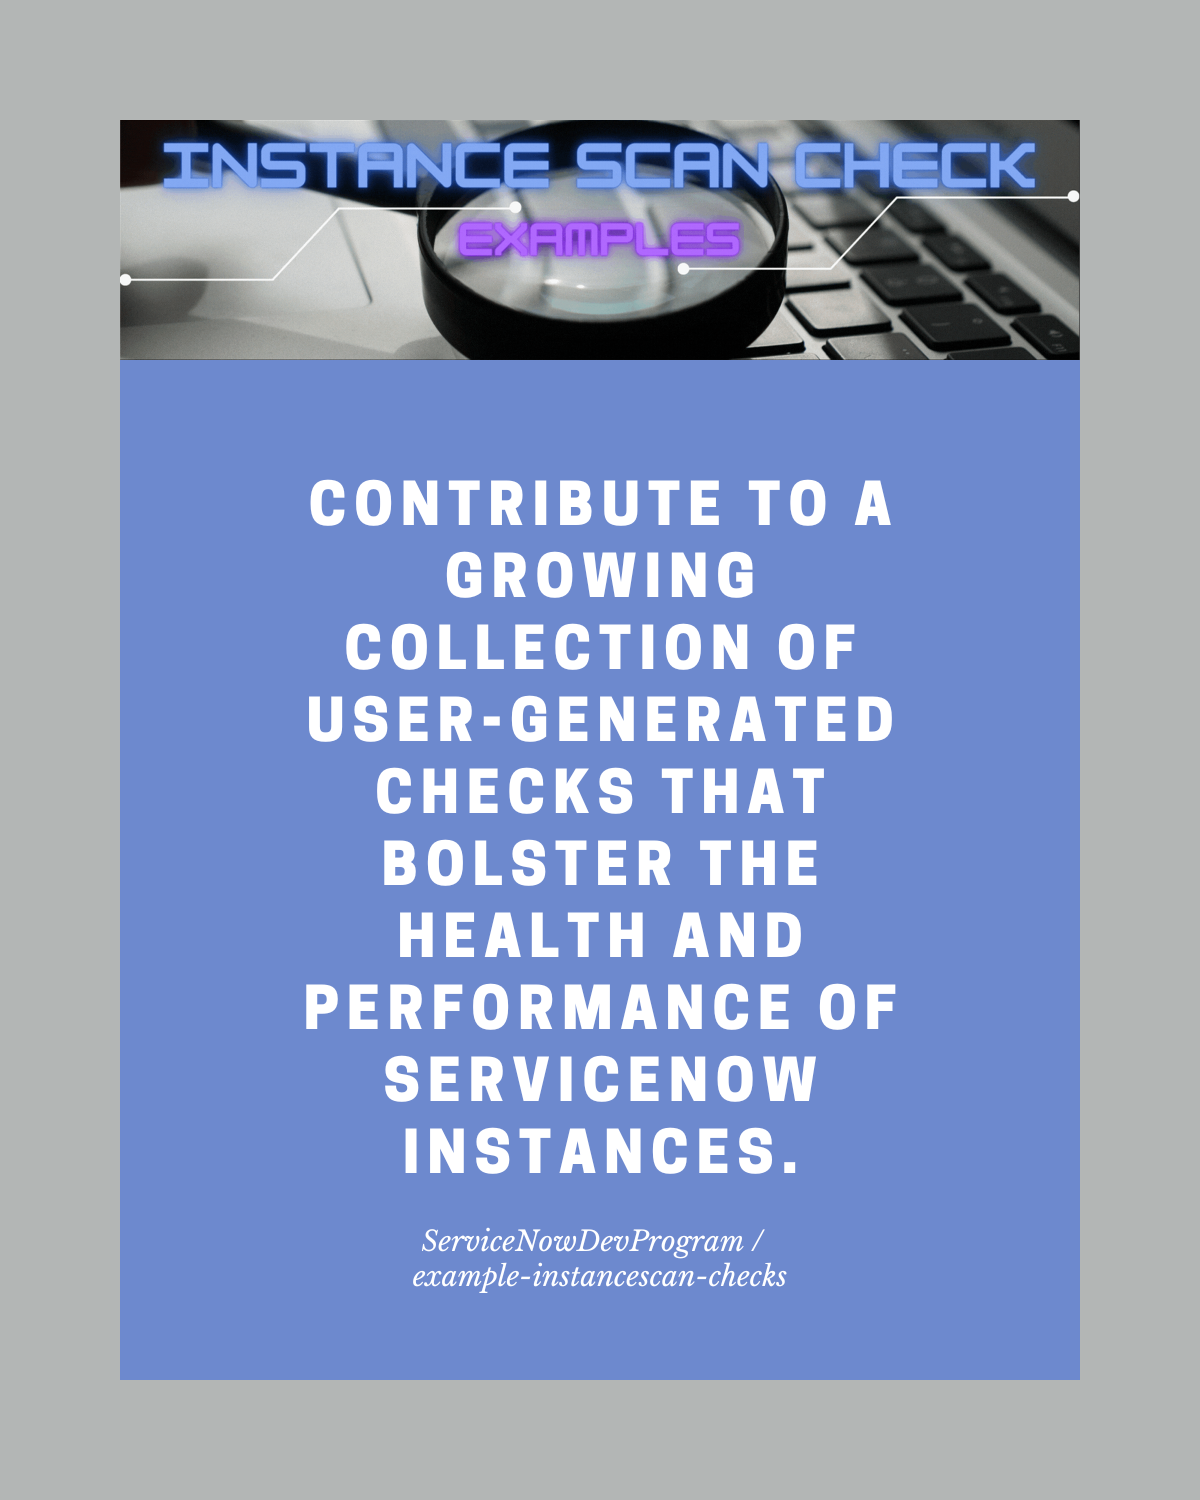 INSTANCE SCAN CHECK
EXAMPLES
CONTRIBUTE TO A
GROWING
COLLECTION OF
USER-GENERATED
CHECKS THAT
BOLSTER THE
HEALTH AND
PERFORMANCE OF
SERVICENOW
INSTANCES.
ServiceNowDevProgram /
example-instancescan-checks